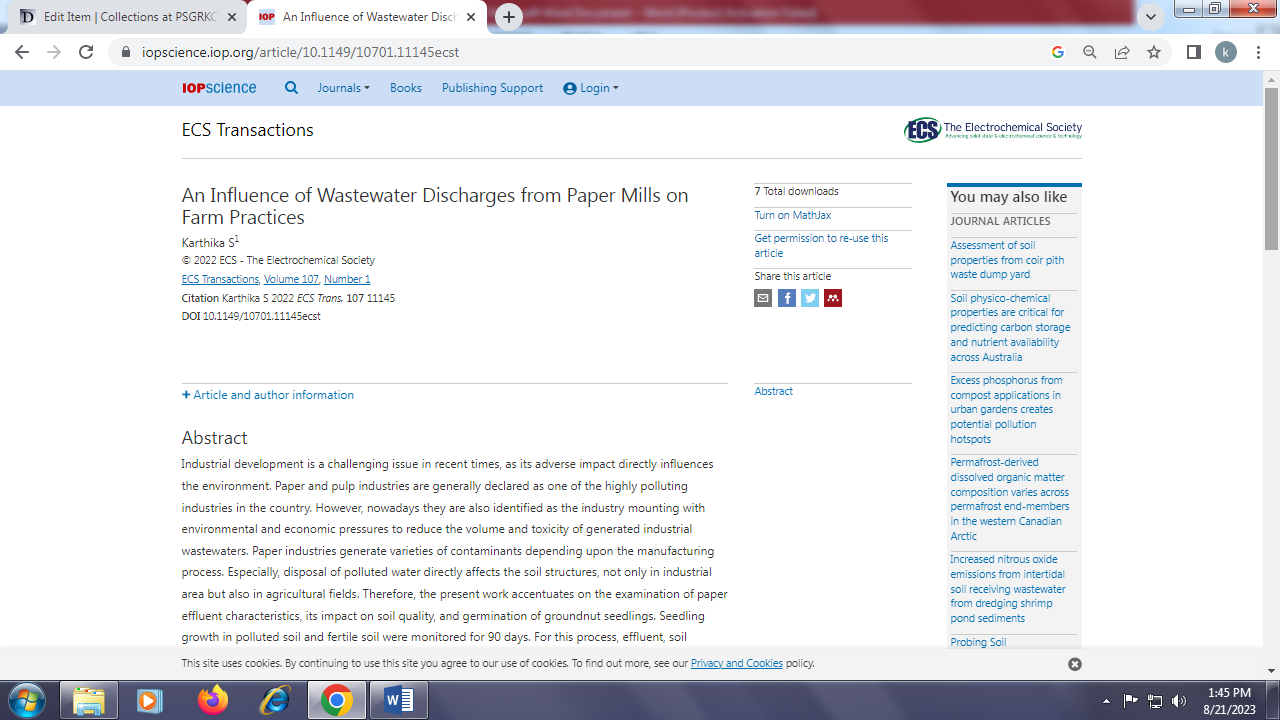 Edit Item | Collections at PSGRKC
IOP An Influence of Wastewater Disch
iopscience.iop.org/article/10.1149/10701.11145ecst
k
IOPscience
Journals
Books
Publishing Support
Login
ECS Transactions
ECS The Electrochemical Society
Advancing solid state & electrochemical science & technology
An Influence of Wastewater Discharges from Paper Mills on
Farm Practices
Karthika S1
© 2022 ECS - The Electrochemical Society
ECS Transactions, Volume 107, Number 1
Citation Karthika S 2022 ECS Trans. 107 11145
DOI 10.1149/10701.11145ecst
+ Article and author information
Abstract
Industrial development is a challenging issue in recent times, as its adverse impact directly influences
the environment. Paper and pulp industries are generally declared as one of the highly polluting
industries in the country. However, nowadays they are also identified as the industry mounting with
environmental and economic pressures to reduce the volume and toxicity of generated industrial
wastewaters. Paper industries generate varieties of contaminants depending upon the manufacturing
process. Especially, disposal of polluted water directly affects the soil structures, not only in industrial
area but also in agricultural fields. Therefore, the present work accentuates on the examination of paper
effluent characteristics, its impact on soil quality, and germination of groundnut seedlings. Seedling
growth in polluted soil and fertile soil were monitored for 90 days. For this process, effluent, soil
7 Total downloads
Turn on MathJax
Get permission to re-use this
article
Share this article
Abstract
You may also like
JOURNAL ARTICLES
Assessment of soil
properties from coir pith
waste dump yard
Soil physico-chemical
properties are critical for
predicting carbon storage
and nutrient availability
across Australia
Excess phosphorus from
compost applications in
urban gardens creates
potential pollution
hotspots
Permafrost-derived
dissolved organic matter
composition varies across
permafrost end-members
in the western Canadian
Arctic
Increased nitrous oxide
emissions from intertidal
soil receiving wastewater
from dredging shrimp
pond sediments
Probing Soil
This site uses cookies. By continuing to use this site you agree to our use of cookies. To find out more, see our Privacy and Cookies policy.
1:45 PM
8/21/2023